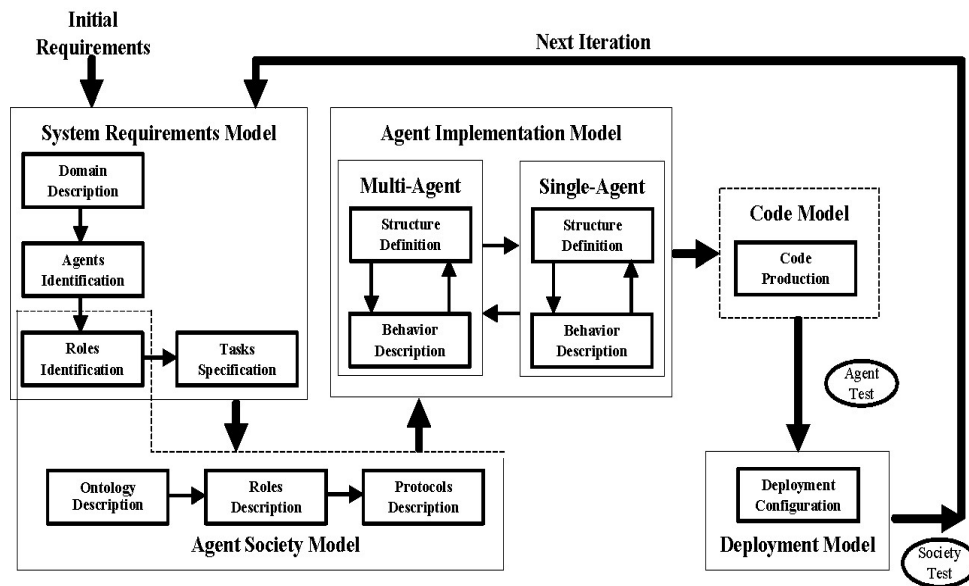 Initial
Requirements
Next Iteration
System Requirements Model
Domain
Description
Agents
Identification
Roles
Identification
Tasks
Specification
Agent Implementation Model
Multi-Agent
Structure
Definition
Behavior
Description
Single-Agent
Structure
Definition
Behavior
Description
Code Model
Code
Production
Agent
Test
Ontology
Description
Roles
Description
Protocols
Description
Agent Society Model
Deployment
Configuration
Deployment Model
Society
Test